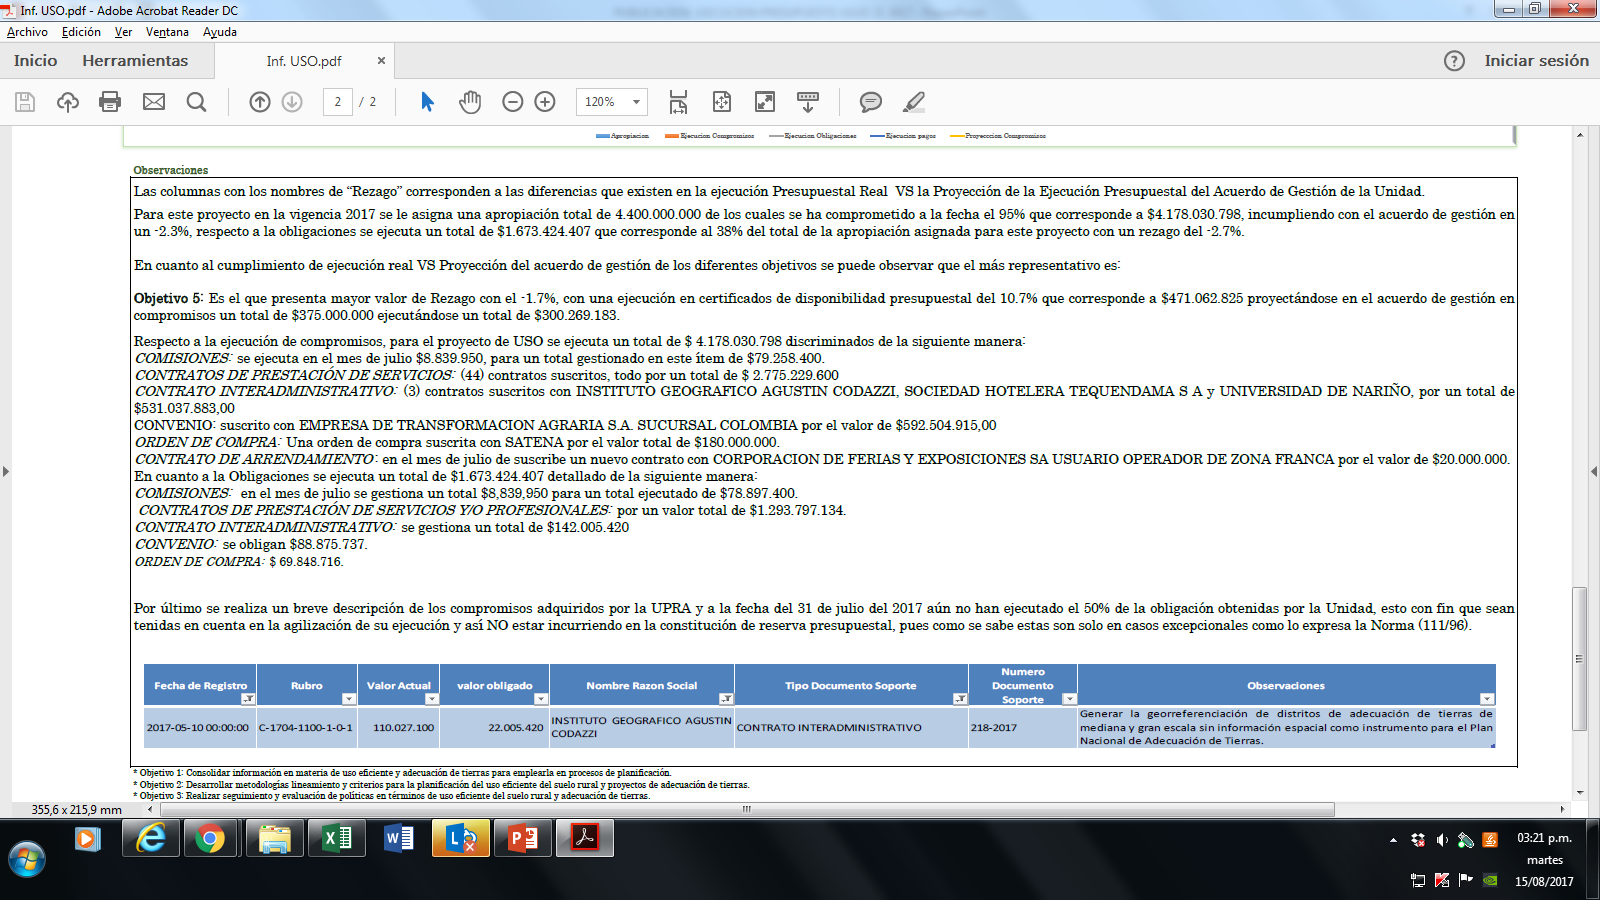 Inf. USO.pdf - Adobe Acrobat Reader DC
Archivo Edición Ver Ventana Ayuda
Inicio Herramientas Inf. USO.pdf × ? Iniciar sesión
2 / 2 120%
Apropiacion Ejecucion Compromisos Ejecucion Obligaciones Ejecucion pagos Proyeccion Compromisos
Observaciones
Las columnas con los nombres de “Rezago” corresponden a las diferencias que existen en la ejecución Presupuestal Real VS la Proyección de la Ejecución Presupuestal del Acuerdo de Gestión de la Unidad.
Para este proyecto en la vigencia 2017 se le asigna una apropiación total de 4.400.000.000 de los cuales se ha comprometido a la fecha el 95% que corresponde a $4.178.030.798, incumpliendo con el acuerdo de gestión en
un -2.3%, respecto a la obligaciones se ejecuta un total de $1.673.424.407 que corresponde al 38% del total de la apropiación asignada para este proyecto con un rezago del -2.7%.
En cuanto al cumplimiento de ejecución real VS Proyección del acuerdo de gestión de los diferentes objetivos se puede observar que el más representativo es:
Objetivo 5: Es el que presenta mayor valor de Rezago con el -1.7%, con una ejecución en certificados de disponibilidad presupuestal del 10.7% que corresponde a $471.062.825 proyectándose en el acuerdo de gestión en
compromisos un total de $375.000.000 ejecutándose un total de $300.269.183.
Respecto a la ejecución de compromisos, para el proyecto de USO se ejecuta un total de $ 4.178.030.798 discriminados de la siguiente manera:
COMISIONES: se ejecuta en el mes de julio $8.839.950, para un total gestionado en este ítem de $79.258.400.
CONTRATOS DE PRESTACIÓN DE SERVICIOS: (44) contratos suscritos, todo por un total de $ 2.775.229.600
CONTRATO INTERADMINISTRATIVO: (3) contratos suscritos con INSTITUTO GEOGRAFICO AGUSTIN CODAZZI, SOCIEDAD HOTELERA TEQUENDAMA S A y UNIVERSIDAD DE NARIÑO, por un total de
$531.037.883,00
CONVENIO: suscrito con EMPRESA DE TRANSFORMACION AGRARIA S.A. SUCURSAL COLOMBIA por el valor de $592.504.915,00
ORDEN DE COMPRA: Una orden de compra suscrita con SATENA por el valor total de $180.000.000.
CONTRATO DE ARRENDAMIENTO: en el mes de julio de suscribe un nuevo contrato con CORPORACION DE FERIAS Y EXPOSICIONES SA USUARIO OPERADOR DE ZONA FRANCA por el valor de $20.000.000.
En cuanto a la Obligaciones se ejecuta un total de $1.673.424.407 detallado de la siguiente manera:
COMISIONES: en el mes de julio se gestiona un total $8,839,950 para un total ejecutado de $78.897.400.
CONTRATOS DE PRESTACIÓN DE SERVICIOS Y/O PROFESIONALES: por un valor total de $1.293.797.134.
CONTRATO INTERADMINISTRATIVO: se gestiona un total de $142.005.420
CONVENIO: se obligan $88.875.737.
ORDEN DE COMPRA: $ 69.848.716.
Por último se realiza un breve descripción de los compromisos adquiridos por la UPRA y a la fecha del 31 de julio del 2017 aún no han ejecutado el 50% de la obligación obtenidas por la Unidad, esto con fin que sean
tenidas en cuenta en la agilización de su ejecución y así NO estar incurriendo en la constitución de reserva presupuestal, pues como se sabe estas son solo en casos excepcionales como lo expresa la Norma (111/96).
Fecha de Registro Rubro Valor Actual valor obligado Nombre Razon Social Tipo Documento Soporte Numero Documento Soporte Observaciones
2017-05-10 00:00:00 C-1704-1100-1-0-1 110.027.100 22.005.420 INSTITUTO GEOGRAFICO AGUSTIN CODAZZI CONTRATO INTERADMINISTRATIVO 218-2017 Generar la georreferenciación de distritos de adecuación de tierras de
mediana y gran escala sin información espacial como instrumento para el Plan
Nacional de Adecuación de Tierras.
* Objetivo 1: Consolidar información en materia de uso eficiente y adecuación de tierras para emplearla en procesos de planificación.
* Objetivo 2: Desarrollar metodologías lineamiento y criterios para la planificación del uso eficiente del suelo rural y proyectos de adecuación de tierras.
* Objetivo 3: Realizar seguimiento y evaluación de políticas en términos de uso eficiente del suelo rural y adecuación de tierras.
355,6 x 215,9 mm
03:21 p.m.
martes
15/08/2017